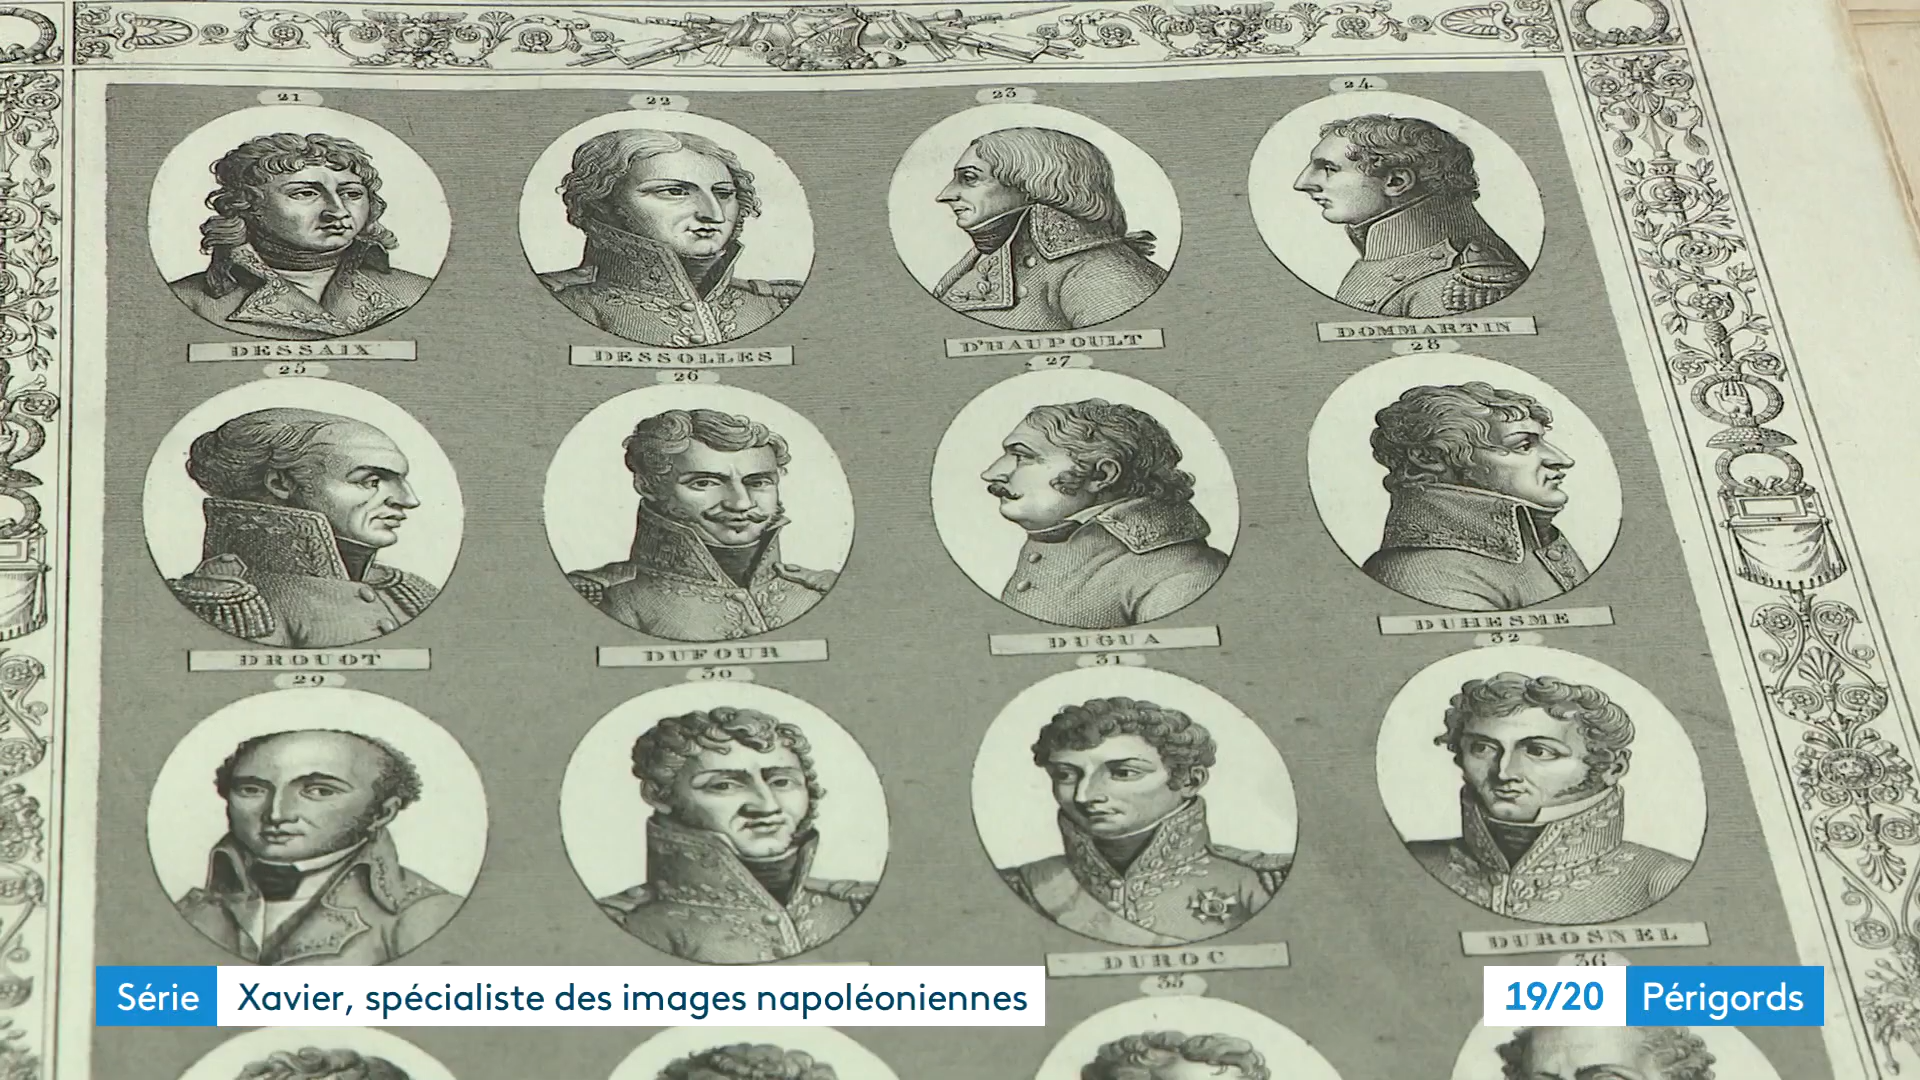 21
22
23
24
DESSAIX
DESSOLLES
D'HAUPOULT
DOMMARTIN
25
26
27
28
DROUOT
DUFOUR
DUGUA
DUHESME
29
30
31
32
DUROC
DUROSNEL
35
36
Série
Xavier, spécialiste des images napoléoniennes
19/20
Périgords